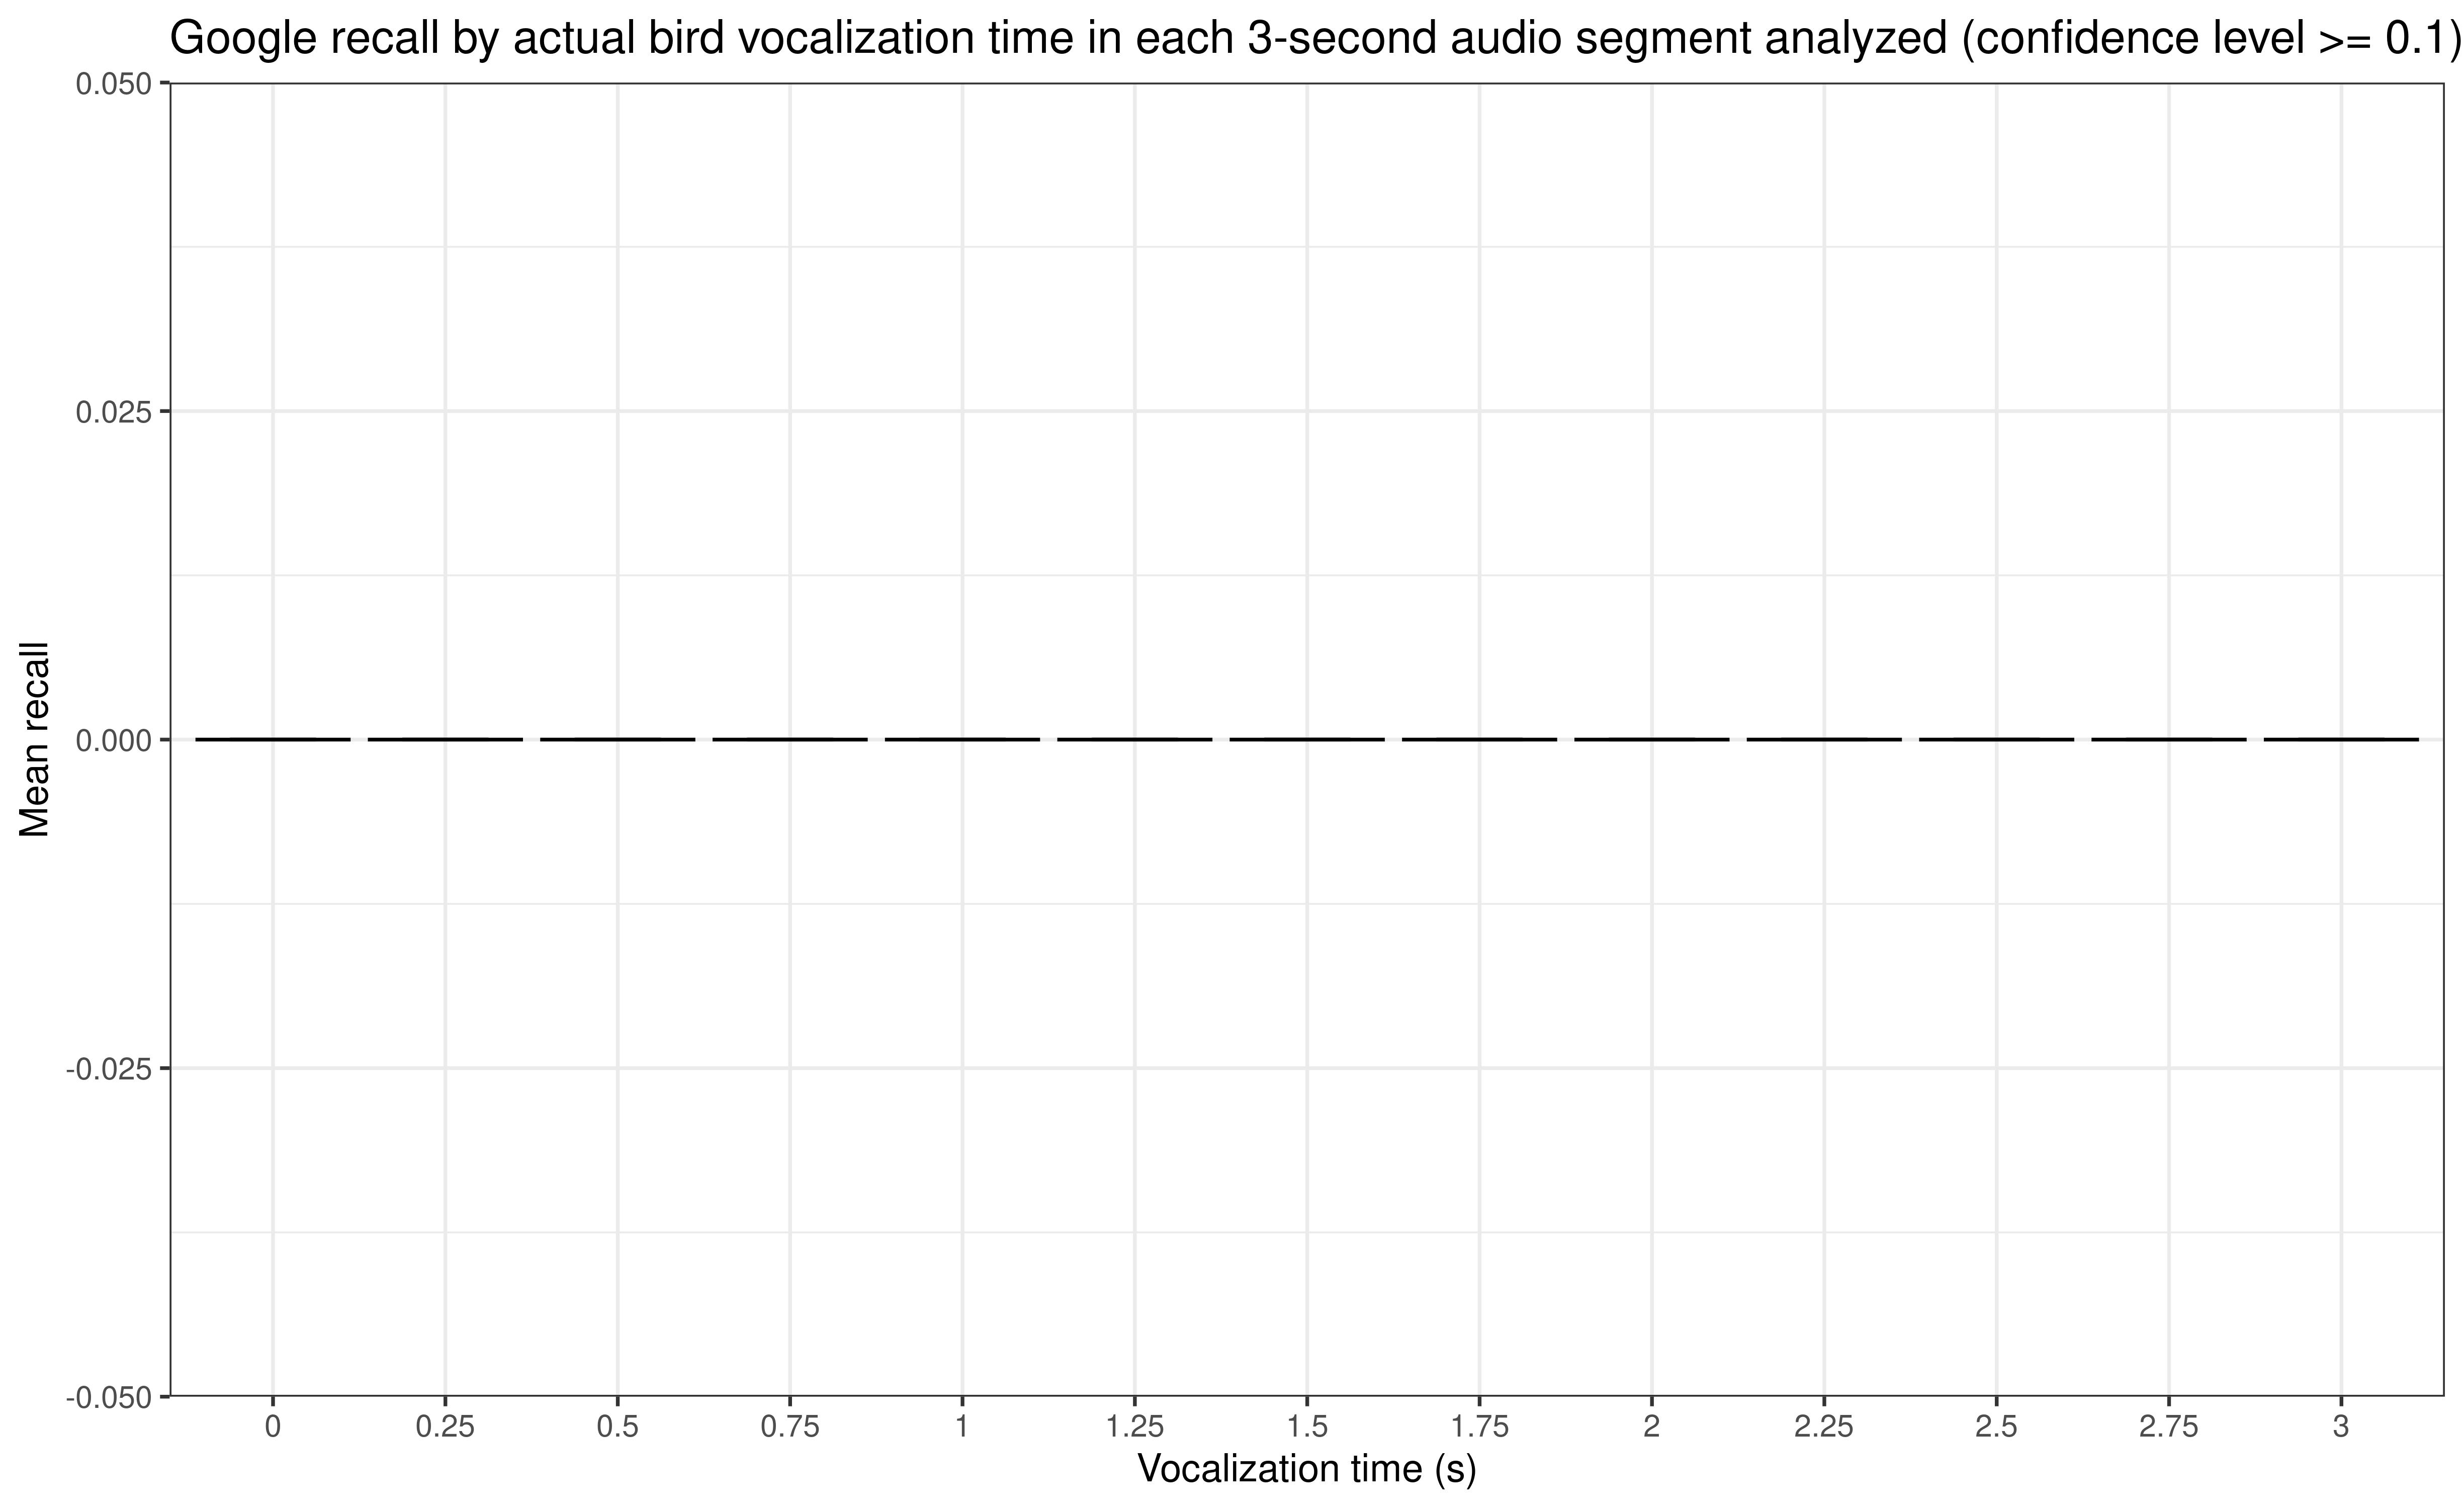 Google recall by actual bird vocalization time in each 3-second audio segment analyzed (confidence level >= 0.1)
Mean recall
0.050
0.025
0.000
-0.025
-0.050
0 0.25 0.5 0.75 1 1.25 1.5 1.75 2 2.25 2.5 2.75 3
Vocalization time (s)